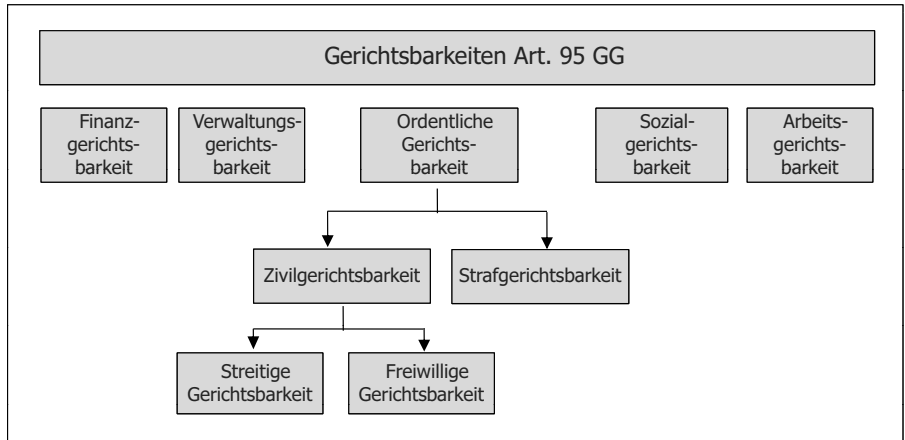 Gerichtsbarkeiten Art. 95 GG
Finanz-
gerichts-
barkeit
Verwaltungs-
gerichts-
barkeit
Ordentliche
Gerichts-
barkeit
Sozial-
gerichts-
barkeit
Arbeits-
gerichts-
barkeit
Zivilgerichtsbarkeit
Strafgerichtsbarkeit
Streitige
Gerichtsbarkeit
Freiwillige
Gerichtsbarkeit